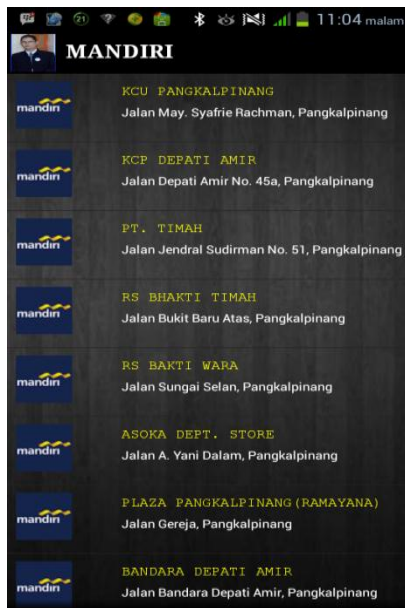 21
11:04 malam
MANDIRI
mandiri
KCU PANGKALPINANG
Jalan May. Syafrie Rachman, Pangkalpinang
mandiri
KCP DEPATI AMIR
Jalan Depati Amir No. 45a, Pangkalpinang
mandiri
PT. TIMAH
Jalan Jendral Sudirman No. 51, Pangkalpinang
mandiri
RS BHAKTI TIMAH
Jalan Bukit Baru Atas, Pangkalpinang
mandiri
RS BAKTI WARA
Jalan Sungai Selan, Pangkalpinang
mandiri
ASOKA DEPT. STORE
Jalan A. Yani Dalam, Pangkalpinang
mandiri
PLAZA PANGKALPINANG(RAMAYANA)
Jalan Gereja, Pangkalpinang
mandiri
BANDARA DEPATI AMIR
Jalan Bandara Depati Amir, Pangkalpinang